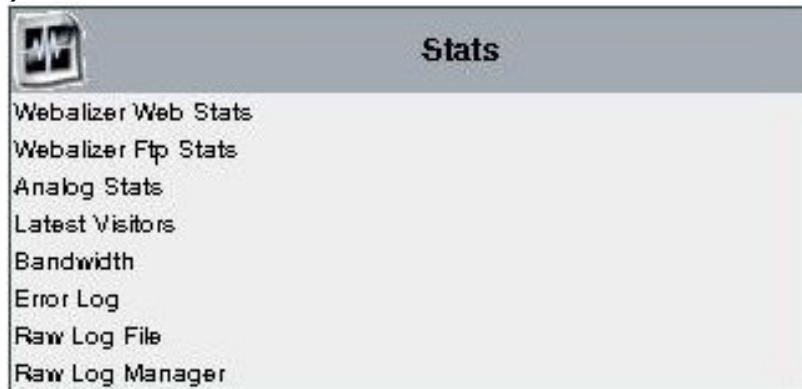 Stats
Webalizer Web Stats
Webalizer Ftp Stats
Analog Stats
Latest Visitors
Bandwidth
Error Log
Raw Log File
Raw Log Manager